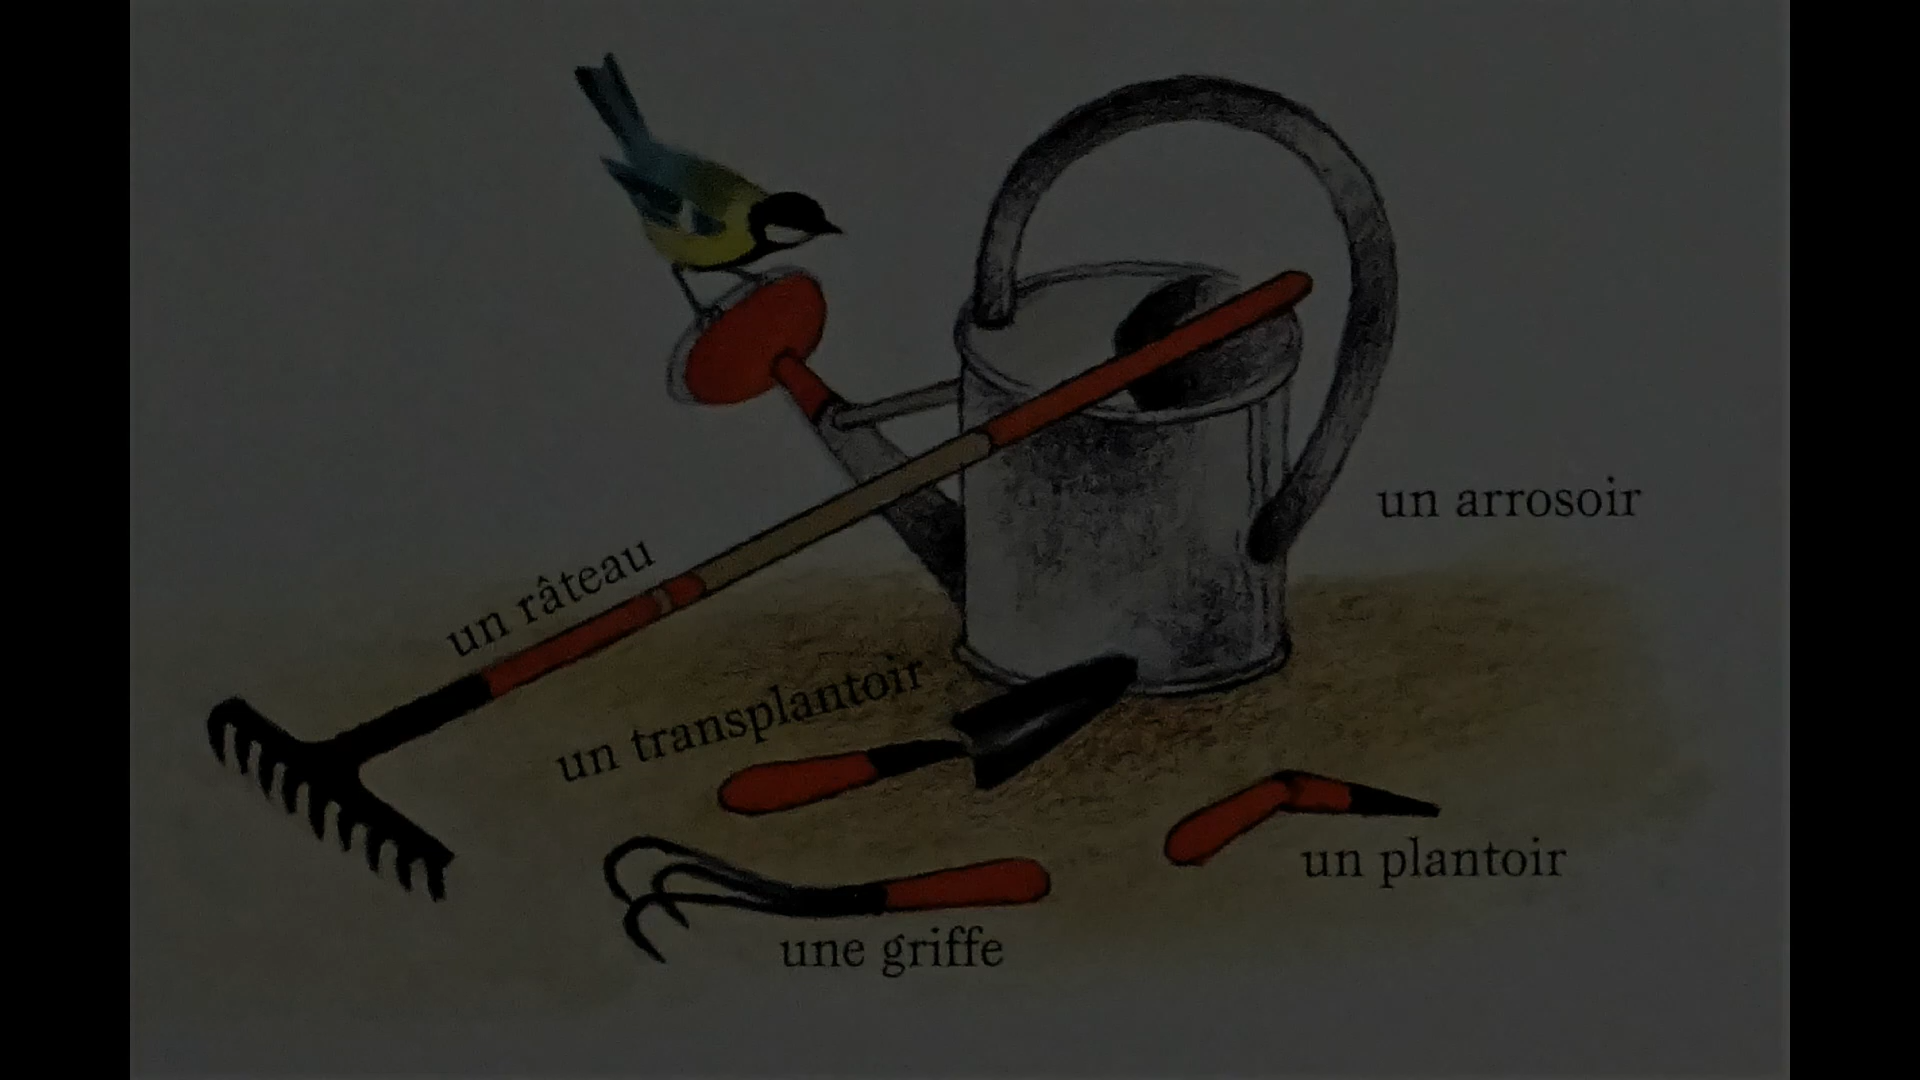 un arrosoir
un râteau
un transplantoir
un plantoir
une griffe